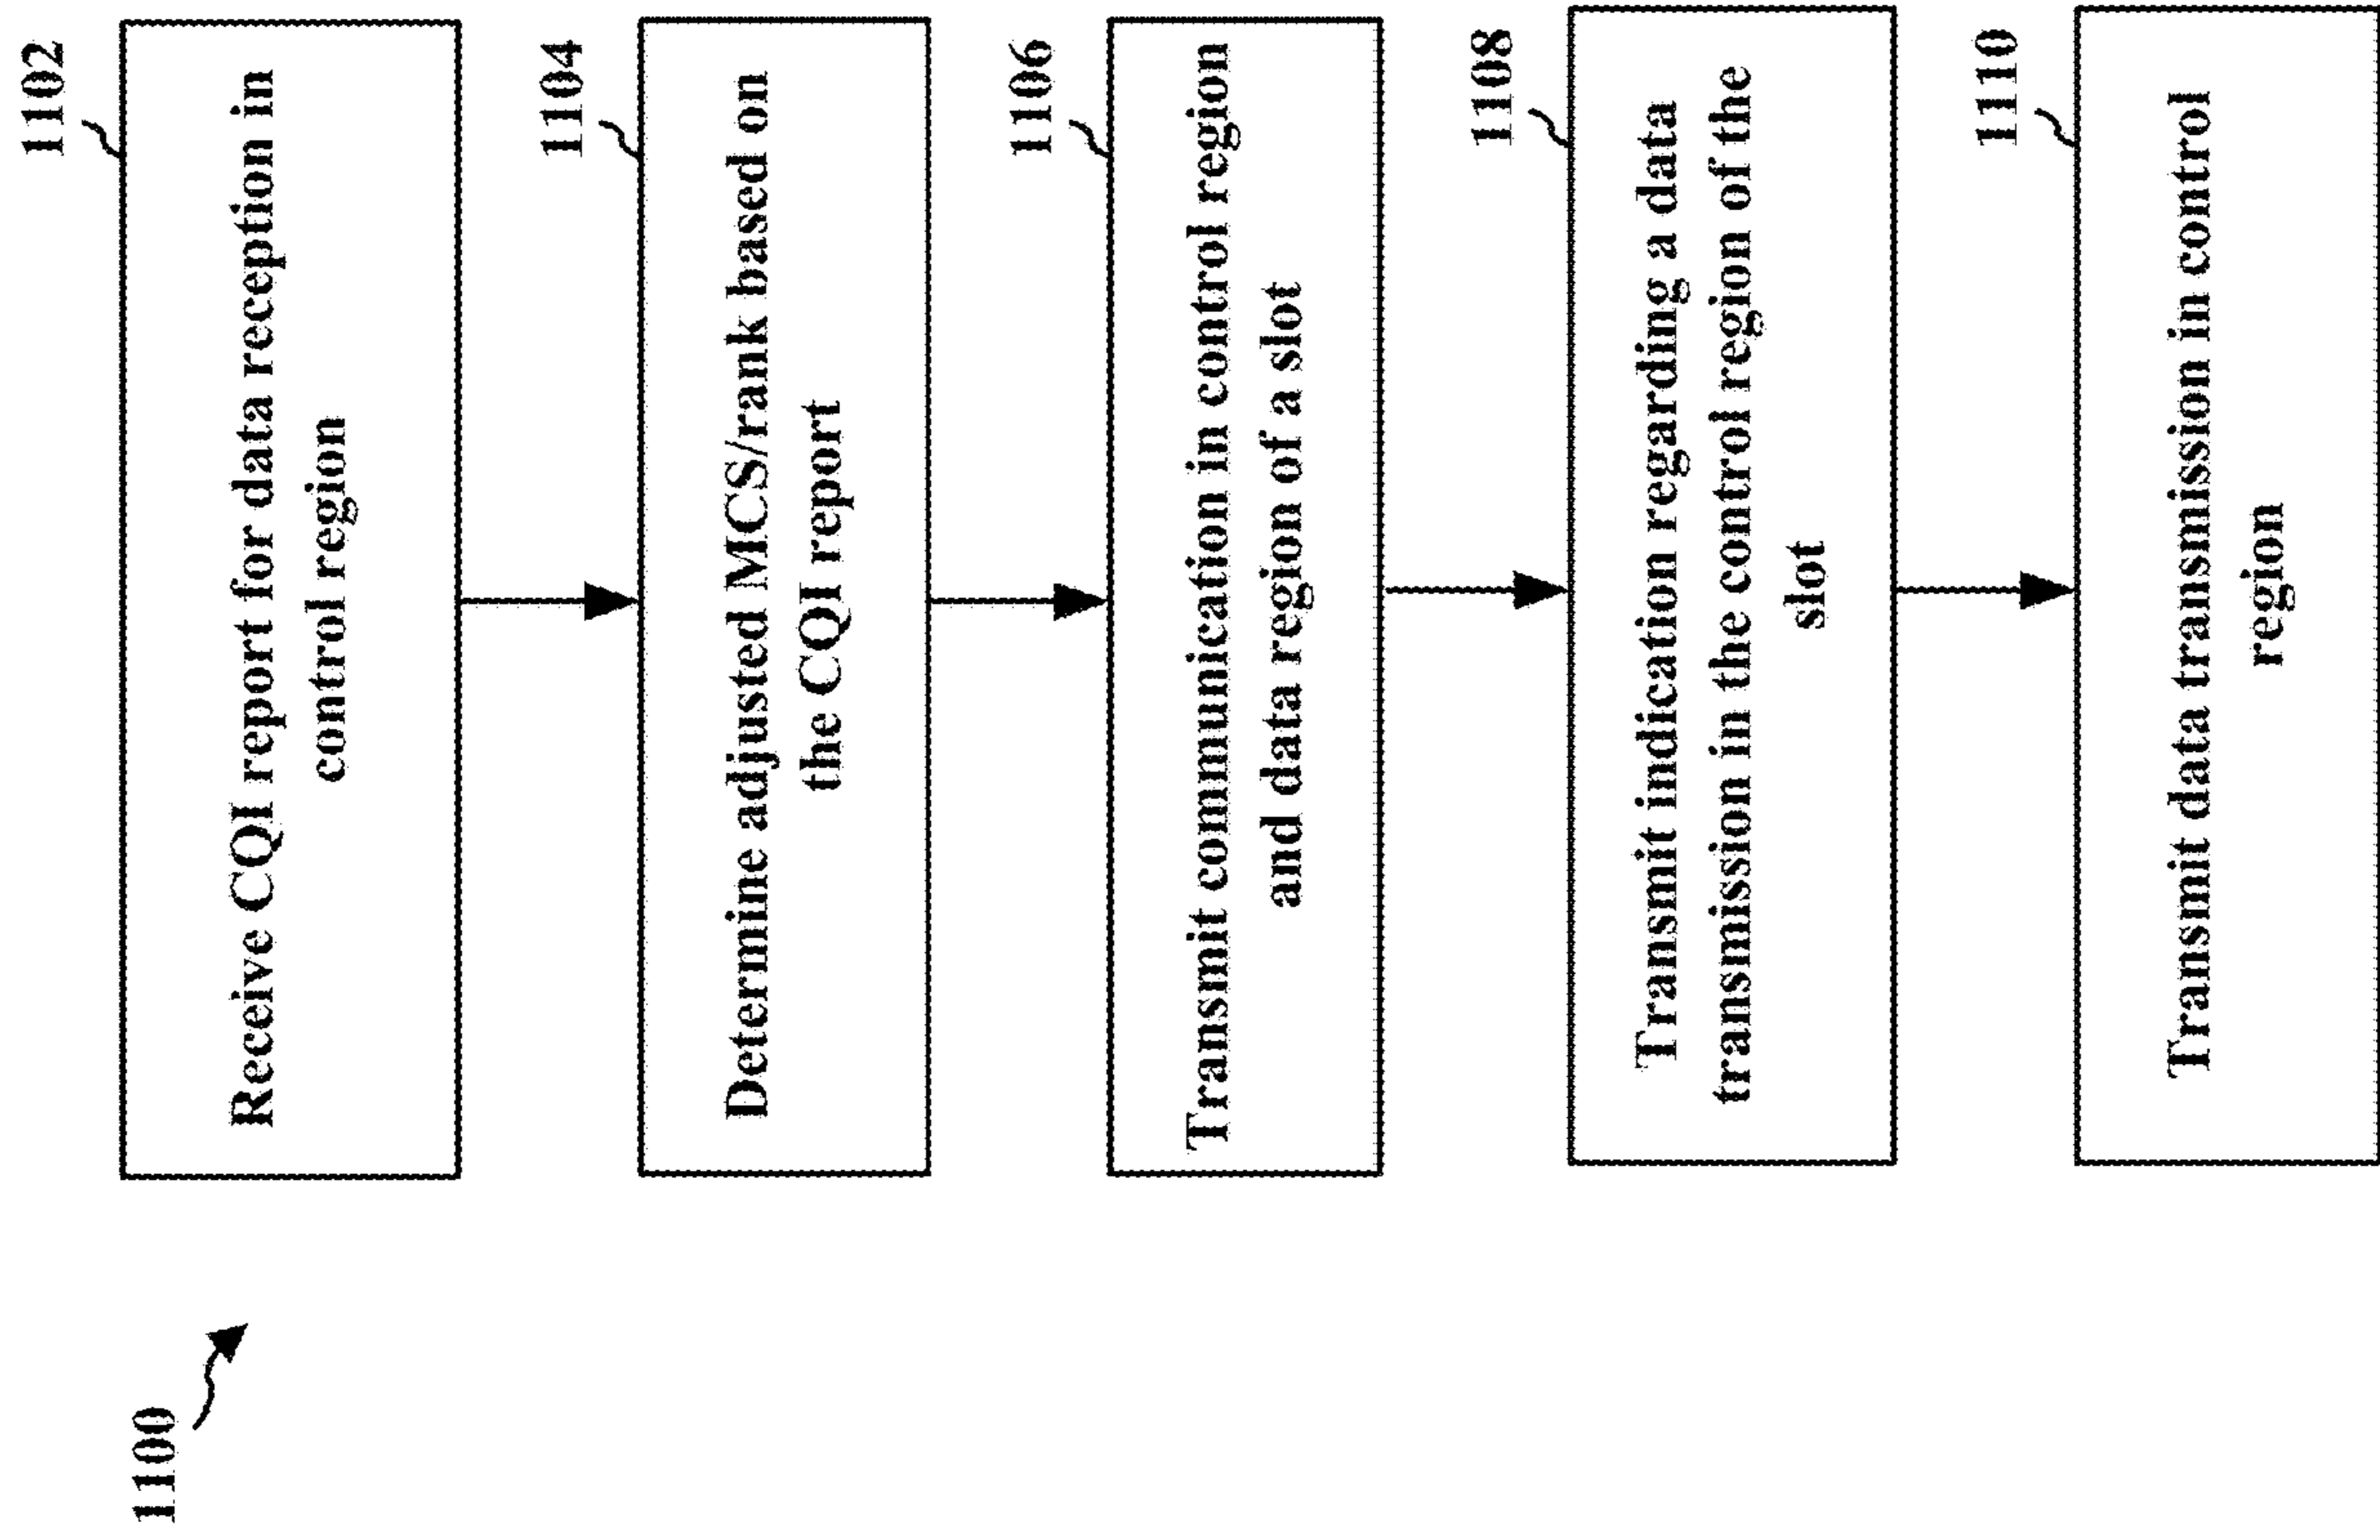 1100
1102
Receive CQI report for data reception in
control region
1104
Determine adjusted MCS/rank based on
the CQI report
1106
Transmit communication in control region
and data region of a slot
1108
Transmit indication regarding a data
transmission in the control region of the
slot
1110
Transmit data transmission in control
region